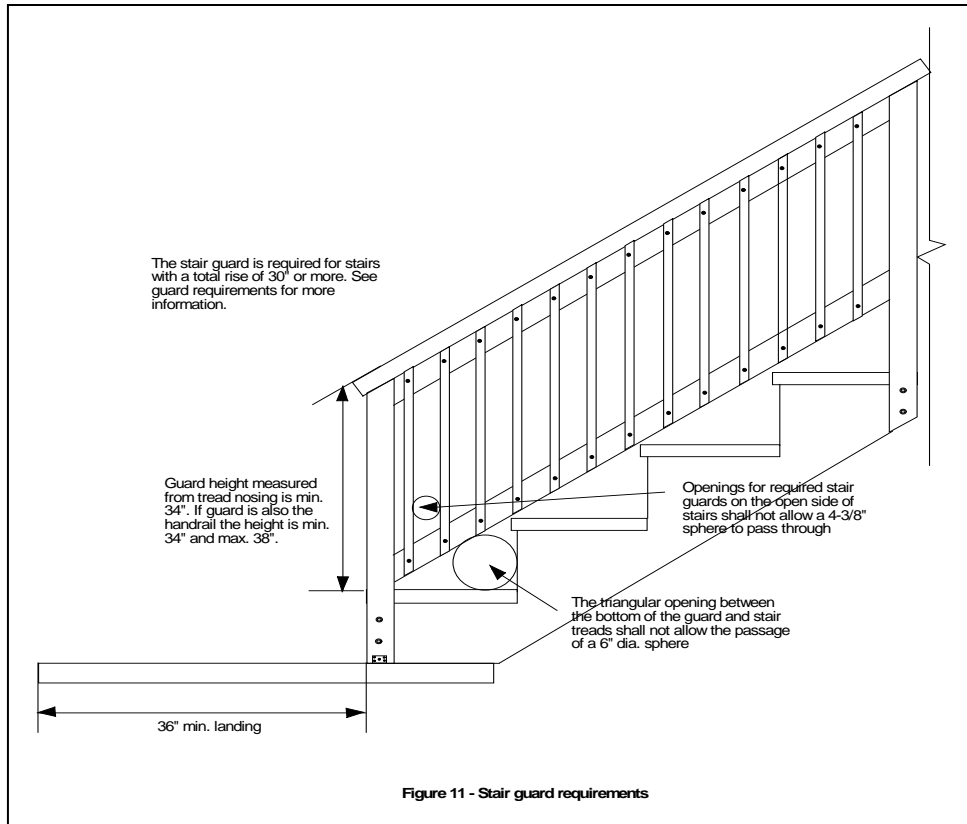 The stair guard is required for stairs
with a total rise of 30" or more. See
guard requirements for more
information.
Guard height measured
from tread nosing is min.
34". If guard is also the
handrail the height is min.
34" and max. 38".
Openings for required stair
guards on the open side of
stairs shall not allow a 4-3/8"
sphere to pass through
The triangular opening between
the bottom of the guard and stair
treads shall not allow the passage
of a 6" dia. sphere
36" min. landing
Figure 11 - Stair guard requirements